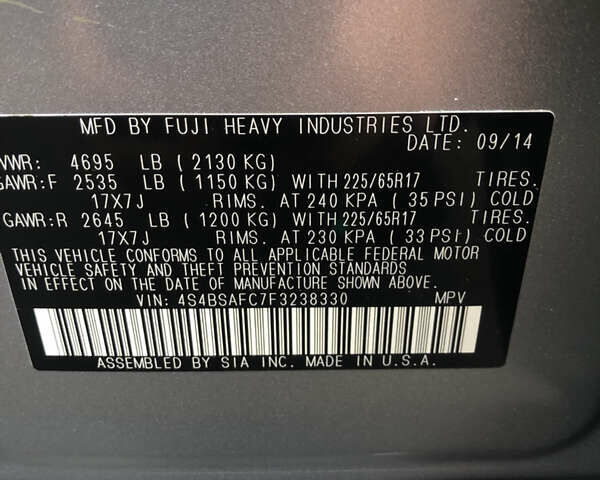 MFD BY FUJI HEAVY INDUSTRIES LTD.
DATE: 09/14
VWR: 4695 LB (2130 KG)
GAWR:F 2535 LB (1150 KG) WITH 225/65R17 TIRES.
17X7J RIMS. AT 240 KPA (35 PSI) COLD
GAWR:R 2645 LB (1200 KG) WITH 225/65R17 TIRES.
17X7J RIMS. AT 230 KPA (33 PSI) COLD
THIS VEHICLE CONFORMS TO ALL APPLICABLE FEDERAL MOTOR
VEHICLE SAFETY AND THEFT PREVENTION STANDARDS
IN EFFECT ON THE DATE OF MANUFACTURE SHOWN ABOVE.
VIN: 4S4BSAFC7F3238330 MPV
ASSEMBLED BY SIA INC. MADE IN U.S.A.